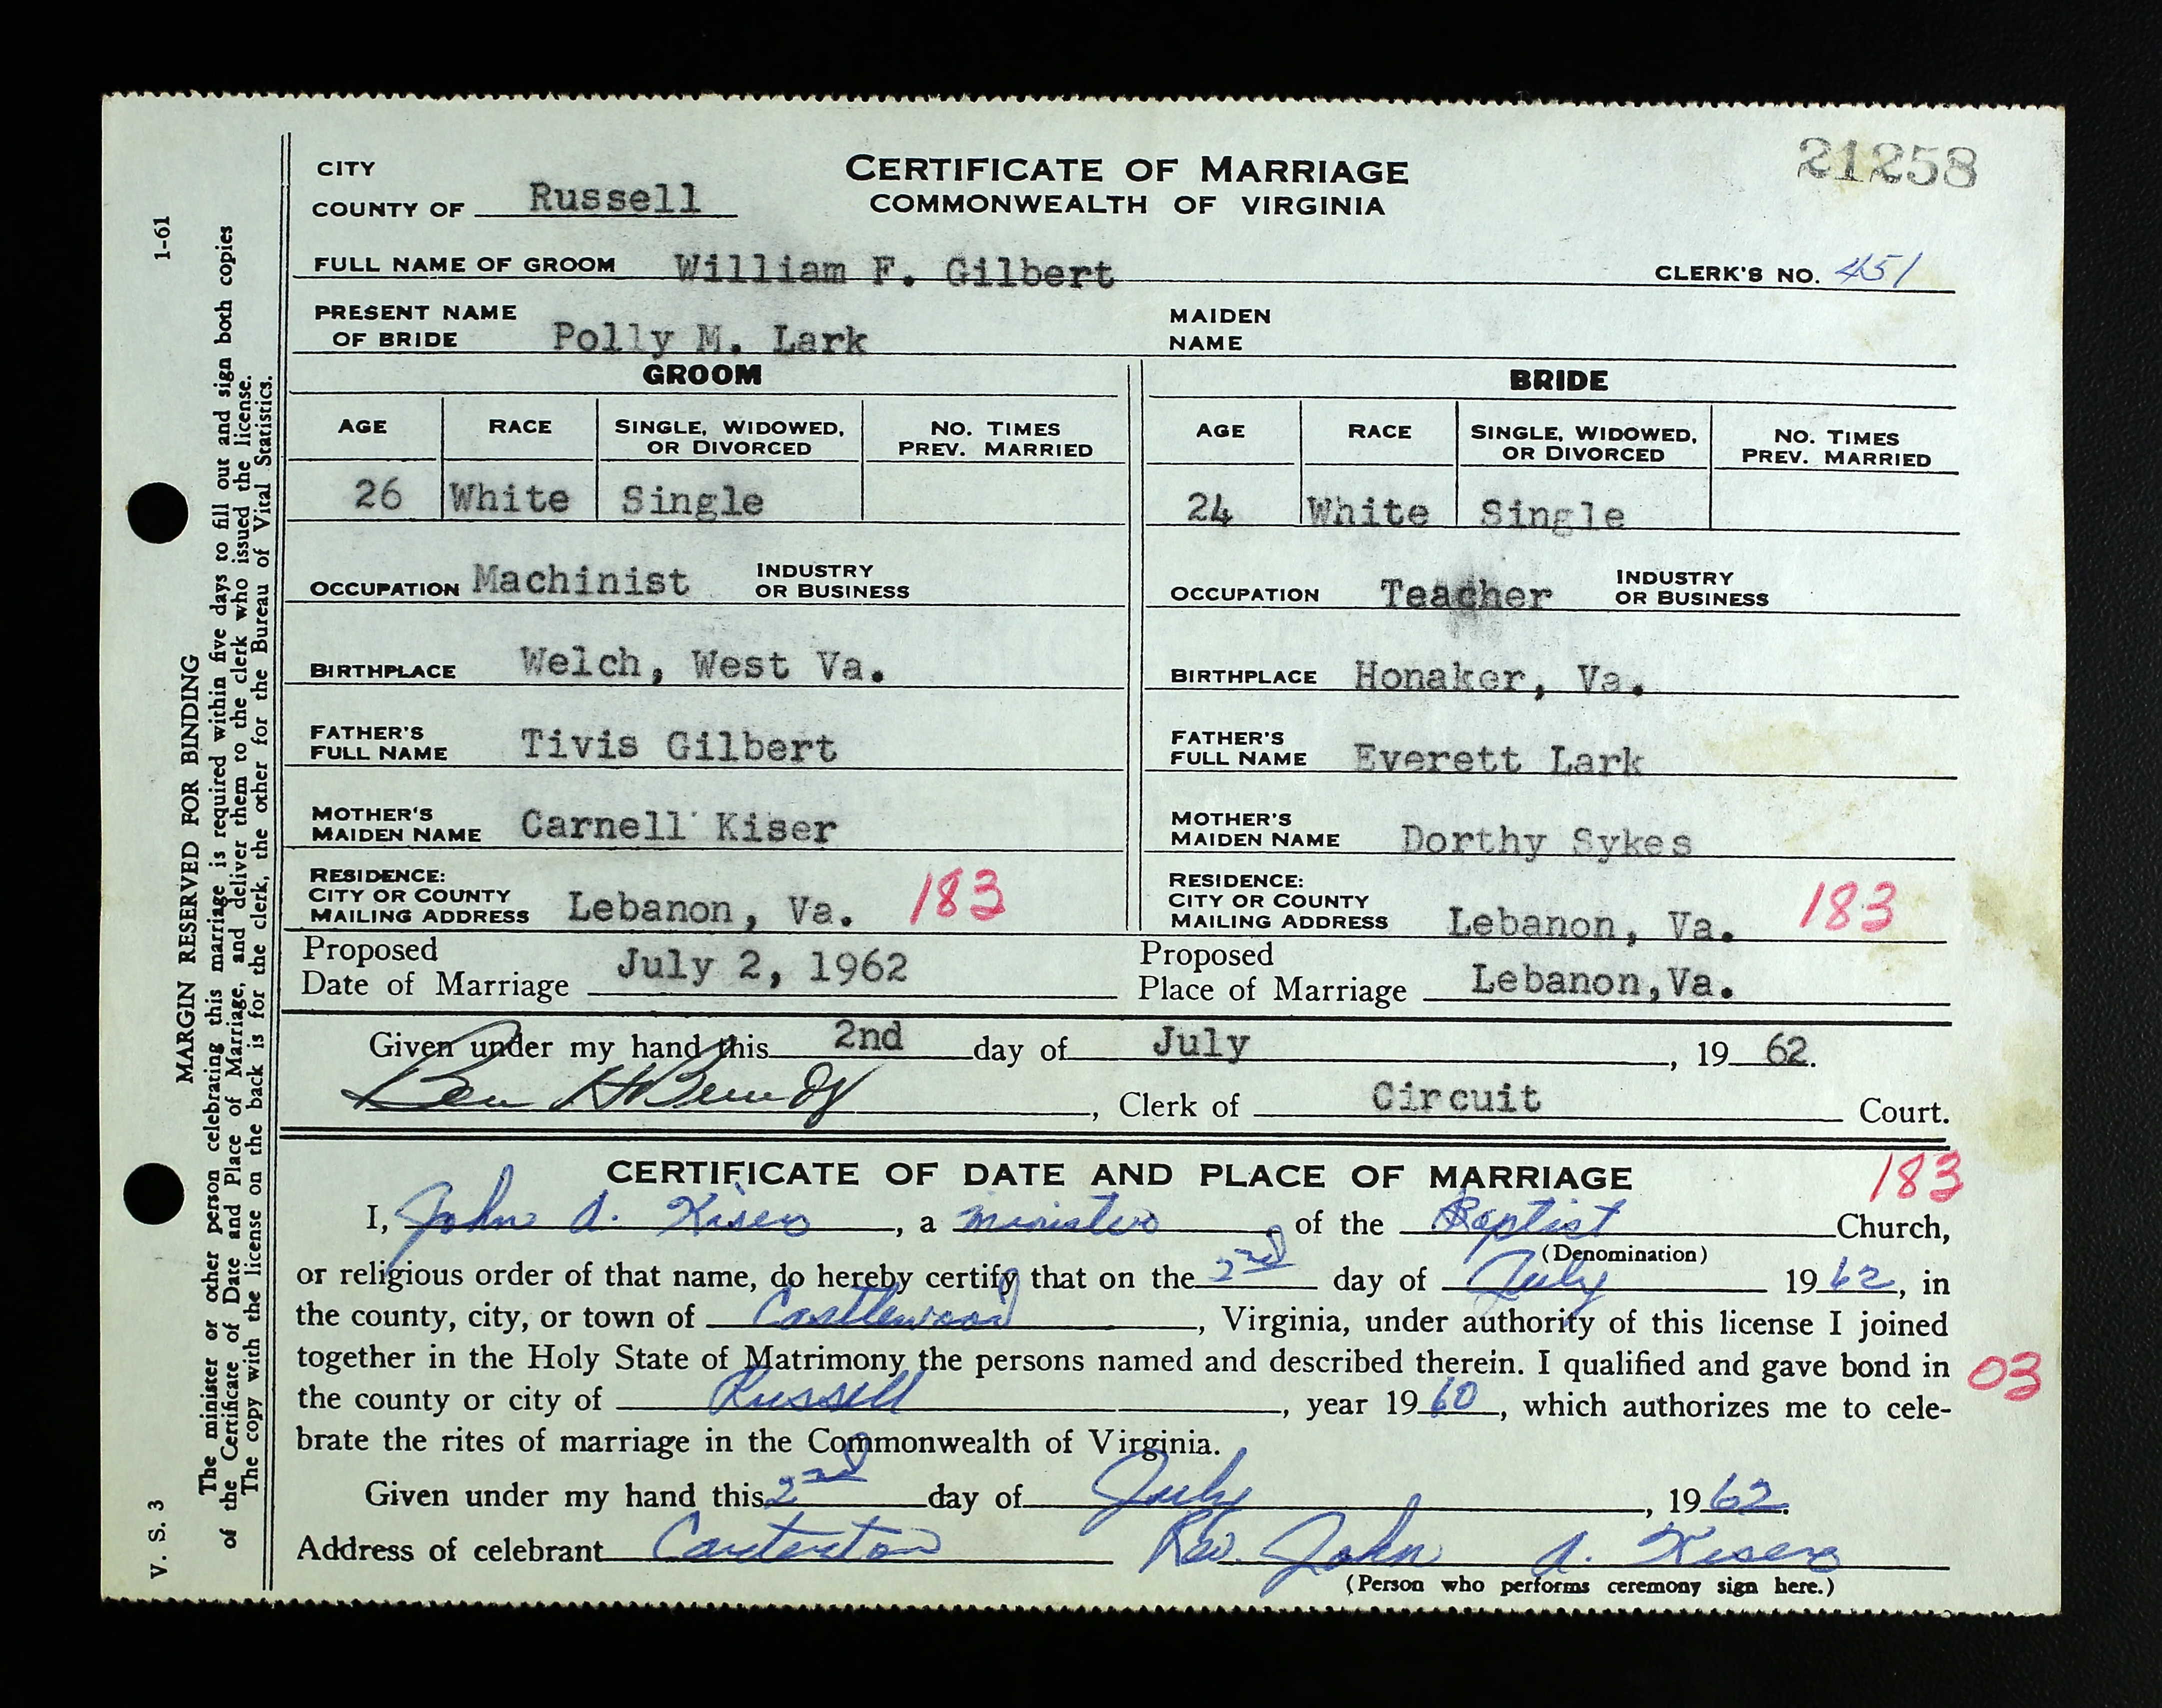 21258
CITY
CERTIFICATE OF MARRIAGE
COUNTY OF Russell
COMMONWEALTH OF VIRGINIA
FULL NAME OF GROOM William F. Gilbert
CLERK'S NO. 451
PRESENT NAME
OF BRIDE Polly M. Lark
MAIDEN
NAME
GROOM
AGE RACE SINGLE, WIDOWED, NO. TIMES
OR DIVORCED PREV. MARRIED
26 White Single
OCCUPATION Machinist INDUSTRY
OR BUSINESS
BIRTHPLACE Welch, West Va.
FATHER'S
FULL NAME Tivis Gilbert
MOTHER'S
MAIDEN NAME Carnell Kiser
RESIDENCE:
CITY OR COUNTY
MAILING ADDRESS Lebanon, Va. 183
BRIDE
AGE RACE SINGLE, WIDOWED, NO. TIMES
OR DIVORCED PREV. MARRIED
24 White Single
OCCUPATION Teacher INDUSTRY
OR BUSINESS
BIRTHPLACE Honaker, Va.
FATHER'S
FULL NAME Everett Lark
MOTHER'S
MAIDEN NAME Dorthy Sykes
RESIDENCE:
CITY OR COUNTY
MAILING ADDRESS Lebanon, Va. 183
Proposed
Date of Marriage July 2, 1962
Proposed
Place of Marriage Lebanon,Va.
Given under my hand this 2nd day of July, 19 62.
Ben H, Clerk of Circuit Court.
CERTIFICATE OF DATE AND PLACE OF MARRIAGE 183
I, John A. Kiser, a minister of the Baptist Church,
(Denomination)
or religious order of that name, do hereby certify that on the 2nd day of July 1962, in
the county, city, or town of Castlewood, Virginia, under authority of this license I joined
together in the Holy State of Matrimony the persons named and described therein. I qualified and gave bond in 03
the county or city of Russell, year 1960, which authorizes me to cele-
brate the rites of marriage in the Commonwealth of Virginia.
Given under my hand this 2nd day of July, 1962.
Address of celebrant Carterton Rev. John A. Kiser
(Person who performs ceremony sign here.)
V. S. 3
MARGIN RESERVED FOR BINDING
1-61
The minister or other person celebrating this marriage is required within five days to fill out and sign both copies
of the Certificate of Date and Place of Marriage, and deliver them to the clerk who issued the license.
The copy with the license on the back is for the clerk, the other for the Bureau of Vital Statistics.